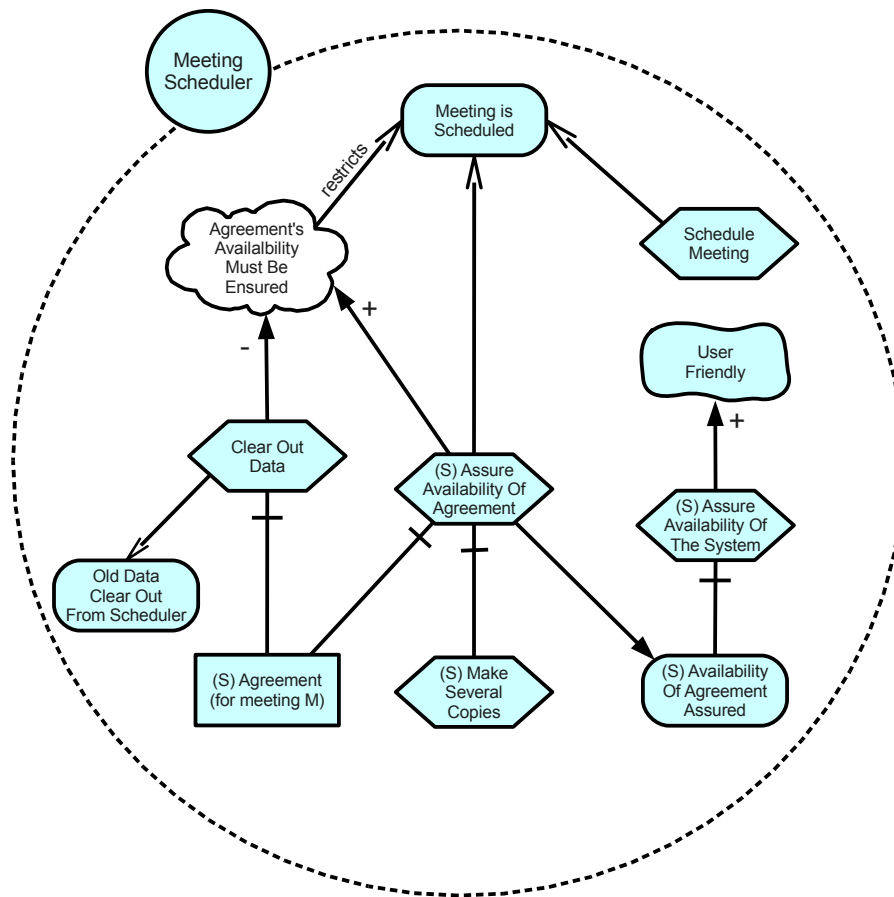 Meeting
Scheduler
Meeting is
Scheduled
restricts
Agreement's
Availalbility
Must Be
Ensured
Schedule
Meeting
+
-
User
Friendly
+
Clear Out
Data
(S) Assure
Availability Of
Agreement
(S) Assure
Availability Of
The System
Old Data
Clear Out
From Scheduler
(S) Agreement
(for meeting M)
(S) Make
Several
Copies
(S) Availability
Of Agreement
Assured